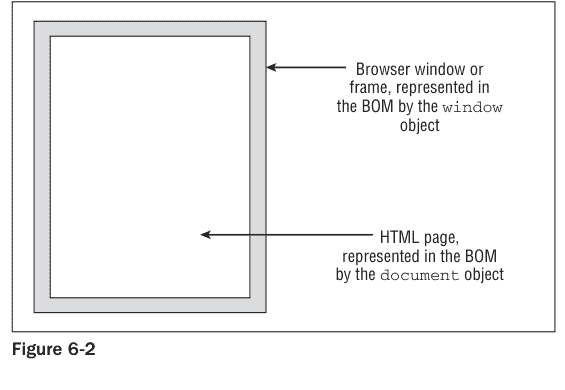 Browser window or
frame, represented in
the BOM by the window
object
HTML page,
represented in the BOM
by the document object
Figure 6-2